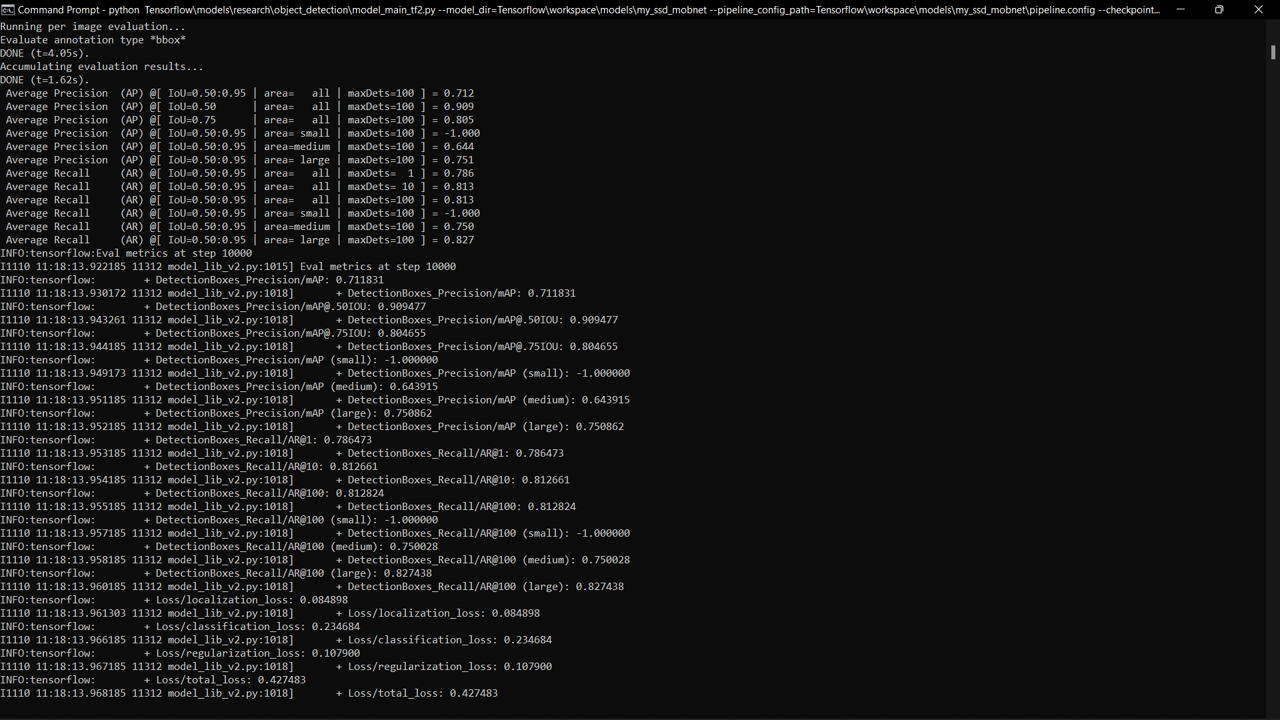 Command Prompt - python  Tensorflow\models\research\object_detection\model_main_tf2.py --model_dir=Tensorflow\workspace\models\my_ssd_mobnet --pipeline_config_path=Tensorflow\workspace\models\my_ssd_mobnet\pipeline.config --checkpoint...
Running per image evaluation...
Evaluate annotation type *bbox*
DONE (t=4.05s).
Accumulating evaluation results...
DONE (t=1.62s).
 Average Precision  (AP) @[ IoU=0.50:0.95 | area=   all | maxDets=100 ] = 0.712
 Average Precision  (AP) @[ IoU=0.50      | area=   all | maxDets=100 ] = 0.909
 Average Precision  (AP) @[ IoU=0.75      | area=   all | maxDets=100 ] = 0.805
 Average Precision  (AP) @[ IoU=0.50:0.95 | area= small | maxDets=100 ] = -1.000
 Average Precision  (AP) @[ IoU=0.50:0.95 | area=medium | maxDets=100 ] = 0.644
 Average Precision  (AP) @[ IoU=0.50:0.95 | area= large | maxDets=100 ] = 0.751
 Average Recall     (AR) @[ IoU=0.50:0.95 | area=   all | maxDets=  1 ] = 0.786
 Average Recall     (AR) @[ IoU=0.50:0.95 | area=   all | maxDets= 10 ] = 0.813
 Average Recall     (AR) @[ IoU=0.50:0.95 | area=   all | maxDets=100 ] = 0.813
 Average Recall     (AR) @[ IoU=0.50:0.95 | area= small | maxDets=100 ] = -1.000
 Average Recall     (AR) @[ IoU=0.50:0.95 | area=medium | maxDets=100 ] = 0.750
 Average Recall     (AR) @[ IoU=0.50:0.95 | area= large | maxDets=100 ] = 0.827
INFO:tensorflow:Eval metrics at step 10000
I1110 11:18:13.922185 11312 model_lib_v2.py:1015] Eval metrics at step 10000
INFO:tensorflow:        + DetectionBoxes_Precision/mAP: 0.711831
I1110 11:18:13.930172 11312 model_lib_v2.py:1018]       + DetectionBoxes_Precision/mAP: 0.711831
INFO:tensorflow:        + DetectionBoxes_Precision/mAP@.50IOU: 0.909477
I1110 11:18:13.943261 11312 model_lib_v2.py:1018]       + DetectionBoxes_Precision/mAP@.50IOU: 0.909477
INFO:tensorflow:        + DetectionBoxes_Precision/mAP@.75IOU: 0.804655
I1110 11:18:13.944185 11312 model_lib_v2.py:1018]       + DetectionBoxes_Precision/mAP@.75IOU: 0.804655
INFO:tensorflow:        + DetectionBoxes_Precision/mAP (small): -1.000000
I1110 11:18:13.949173 11312 model_lib_v2.py:1018]       + DetectionBoxes_Precision/mAP (small): -1.000000
INFO:tensorflow:        + DetectionBoxes_Precision/mAP (medium): 0.643915
I1110 11:18:13.951185 11312 model_lib_v2.py:1018]       + DetectionBoxes_Precision/mAP (medium): 0.643915
INFO:tensorflow:        + DetectionBoxes_Precision/mAP (large): 0.750862
I1110 11:18:13.952185 11312 model_lib_v2.py:1018]       + DetectionBoxes_Precision/mAP (large): 0.750862
INFO:tensorflow:        + DetectionBoxes_Recall/AR@1: 0.786473
I1110 11:18:13.953185 11312 model_lib_v2.py:1018]       + DetectionBoxes_Recall/AR@1: 0.786473
INFO:tensorflow:        + DetectionBoxes_Recall/AR@10: 0.812661
I1110 11:18:13.954185 11312 model_lib_v2.py:1018]       + DetectionBoxes_Recall/AR@10: 0.812661
INFO:tensorflow:        + DetectionBoxes_Recall/AR@100: 0.812824
I1110 11:18:13.955185 11312 model_lib_v2.py:1018]       + DetectionBoxes_Recall/AR@100: 0.812824
INFO:tensorflow:        + DetectionBoxes_Recall/AR@100 (small): -1.000000
I1110 11:18:13.957185 11312 model_lib_v2.py:1018]       + DetectionBoxes_Recall/AR@100 (small): -1.000000
INFO:tensorflow:        + DetectionBoxes_Recall/AR@100 (medium): 0.750028
I1110 11:18:13.958185 11312 model_lib_v2.py:1018]       + DetectionBoxes_Recall/AR@100 (medium): 0.750028
INFO:tensorflow:        + DetectionBoxes_Recall/AR@100 (large): 0.827438
I1110 11:18:13.960185 11312 model_lib_v2.py:1018]       + DetectionBoxes_Recall/AR@100 (large): 0.827438
INFO:tensorflow:        + Loss/localization_loss: 0.084898
I1110 11:18:13.961303 11312 model_lib_v2.py:1018]       + Loss/localization_loss: 0.084898
INFO:tensorflow:        + Loss/classification_loss: 0.234684
I1110 11:18:13.966185 11312 model_lib_v2.py:1018]       + Loss/classification_loss: 0.234684
INFO:tensorflow:        + Loss/regularization_loss: 0.107900
I1110 11:18:13.967185 11312 model_lib_v2.py:1018]       + Loss/regularization_loss: 0.107900
INFO:tensorflow:        + Loss/total_loss: 0.427483
I1110 11:18:13.968185 11312 model_lib_v2.py:1018]       + Loss/total_loss: 0.427483